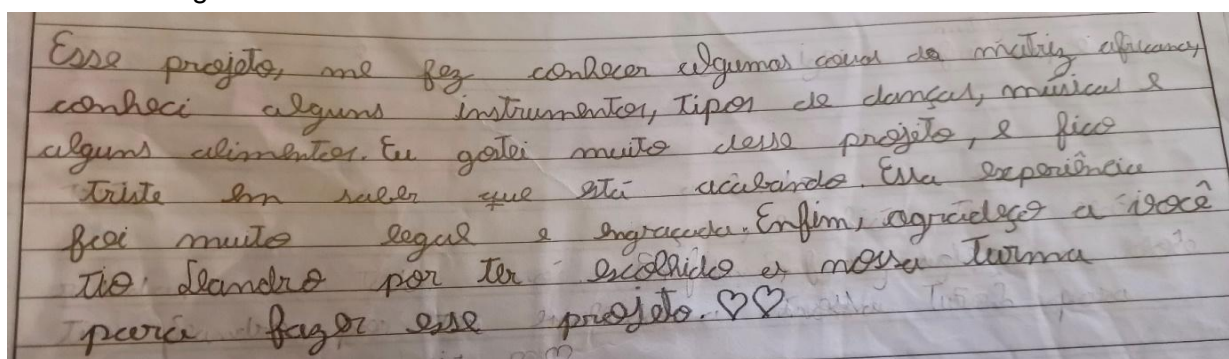 Esse projeto, me fez conhecer algumas coisas da matriz africana,
conheci alguns instrumentos, tipos de danças, músicas e
alguns alimentos. Eu gostei muito desse projeto, e fico
triste em saber que está acabando. Essa experiência
foi muito legal e engraçada. Enfim, agradeço a você
tio Leandro por ter escolhido a nossa turma
para fazer esse projeto. ♡♡